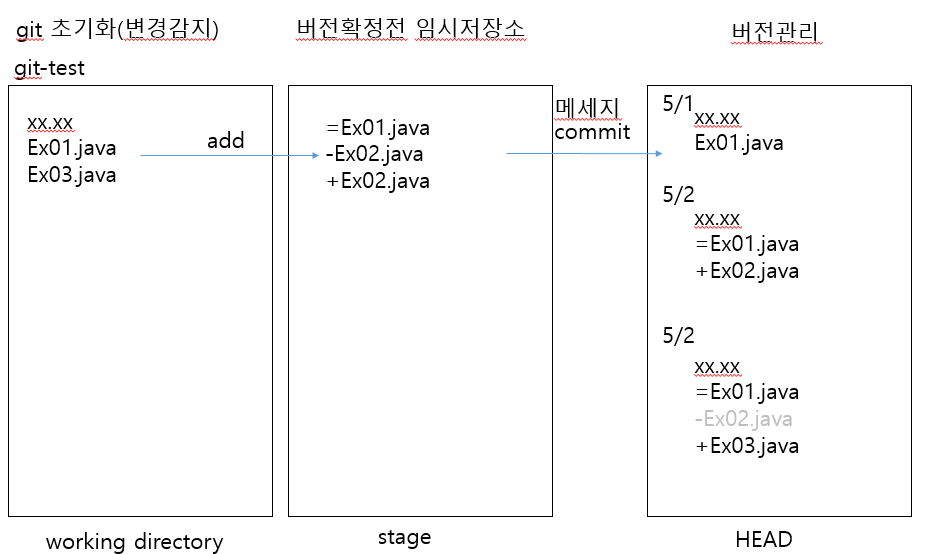 git 초기화(변경감지)
버전확정전 임시저장소
버전관리
git-test
xx.xx
Ex01.java
Ex03.java
add
=Ex01.java
-Ex02.java
+Ex02.java
메세지
commit
5/1
xx.xx
Ex01.java
5/2
xx.xx
=Ex01.java
+Ex02.java
5/2
xx.xx
=Ex01.java
-Ex02.java
+Ex03.java
working directory
stage
HEAD